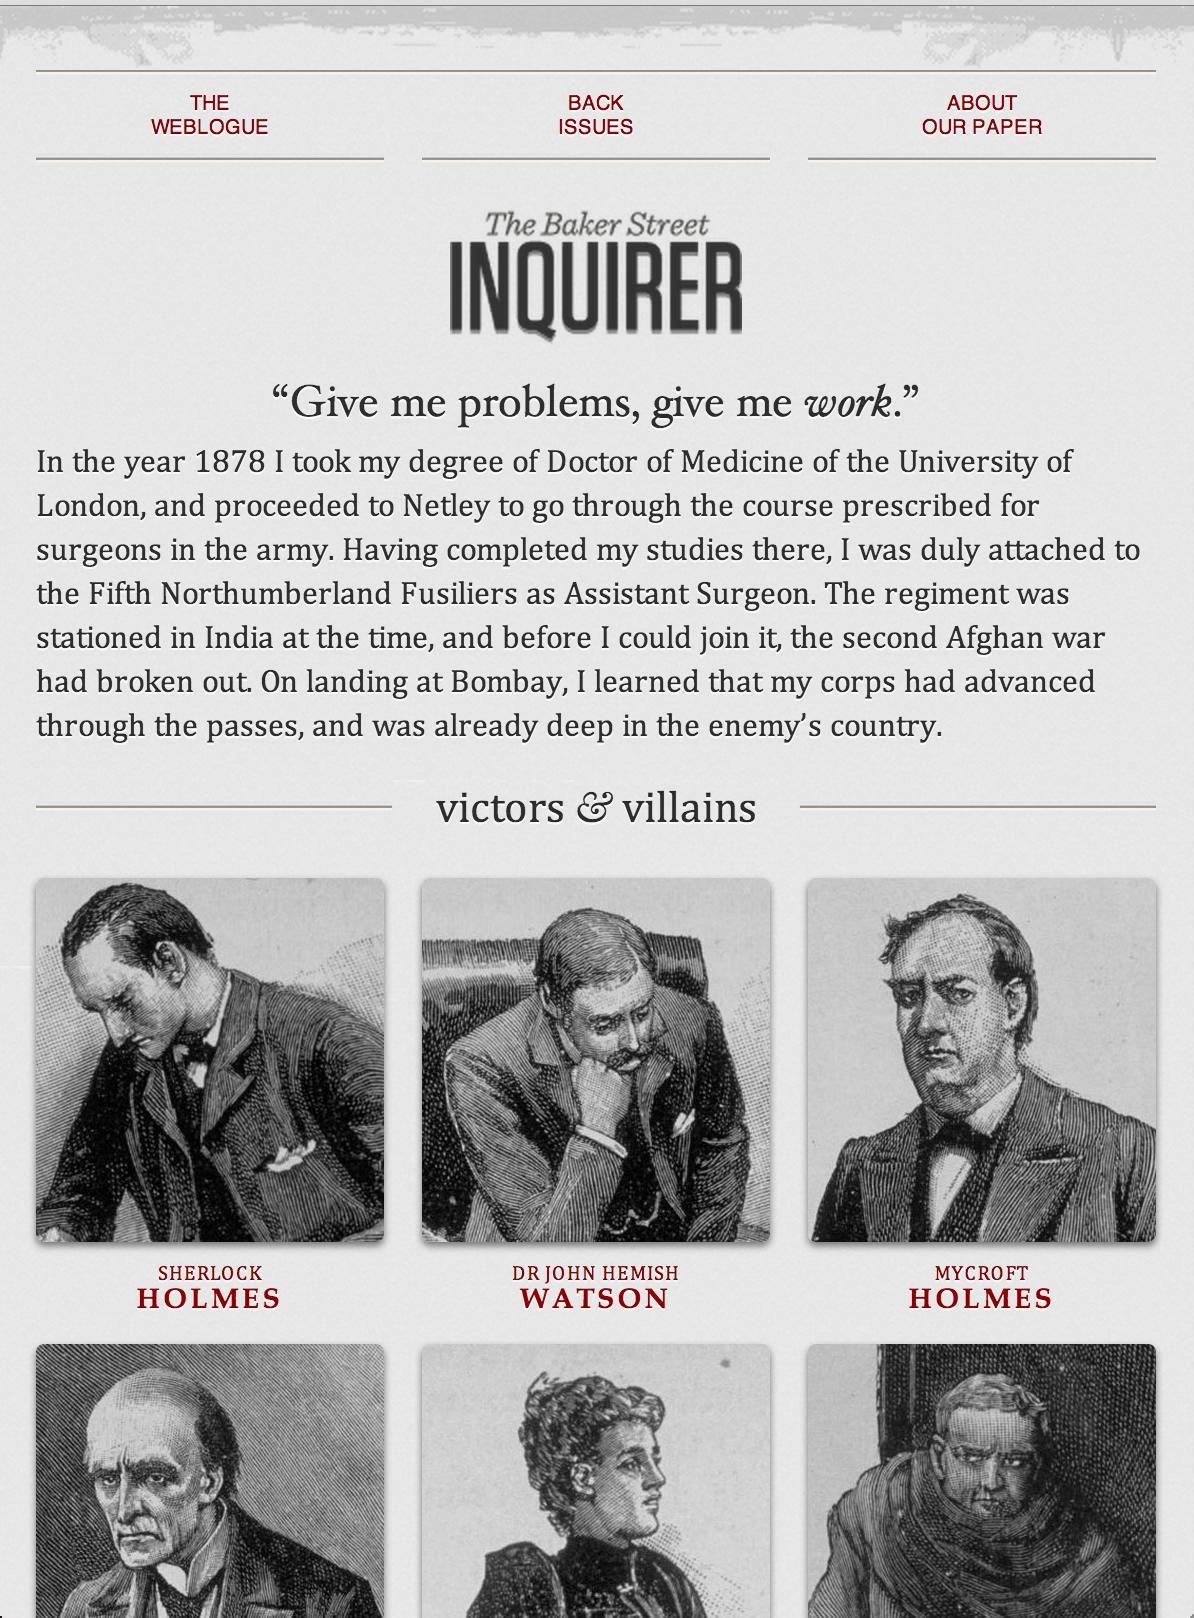 THE
WEBLOGUE
BACK
ISSUES
ABOUT
OUR PAPER
The Baker Street
INQUIRER
“Give me problems, give me work.”
In the year 1878 I took my degree of Doctor of Medicine of the University of
London, and proceeded to Netley to go through the course prescribed for
surgeons in the army. Having completed my studies there, I was duly attached to
the Fifth Northumberland Fusiliers as Assistant Surgeon. The regiment was
stationed in India at the time, and before I could join it, the second Afghan war
had broken out. On landing at Bombay, I learned that my corps had advanced
through the passes, and was already deep in the enemy’s country.
victors & villains
SHERLOCK
HOLMES
DR JOHN HEMISH
WATSON
MYCROFT
HOLMES